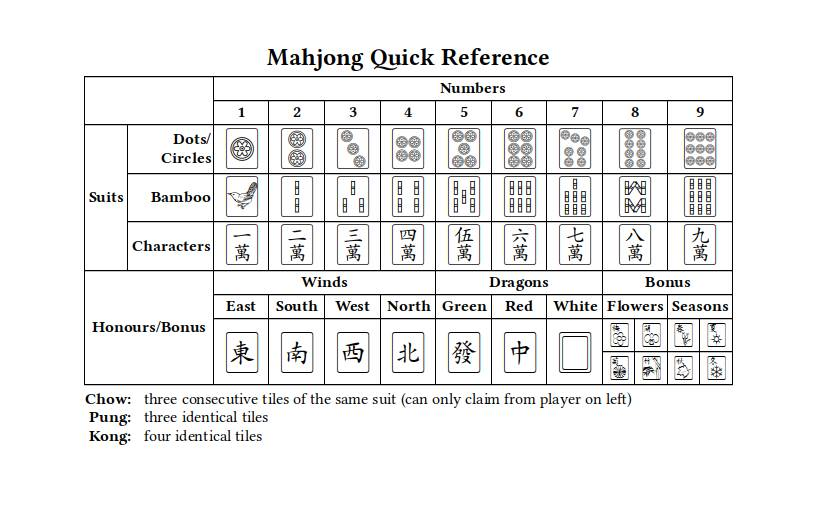 Mahjong Quick Reference
Numbers
1 2 3 4 5 6 7 8 9
Dots/
Circles
Suits
Bamboo
Characters
一 二 三 四 伍 六 七 八 九
萬 萬 萬 萬 萬 萬 萬 萬 萬
Winds Dragons Bonus
East South West North Green Red White Flowers Seasons
Honours/Bonus
東 南 西 北 發 中
Chow: three consecutive tiles of the same suit (can only claim from player on left)
Pung: three identical tiles
Kong: four identical tiles